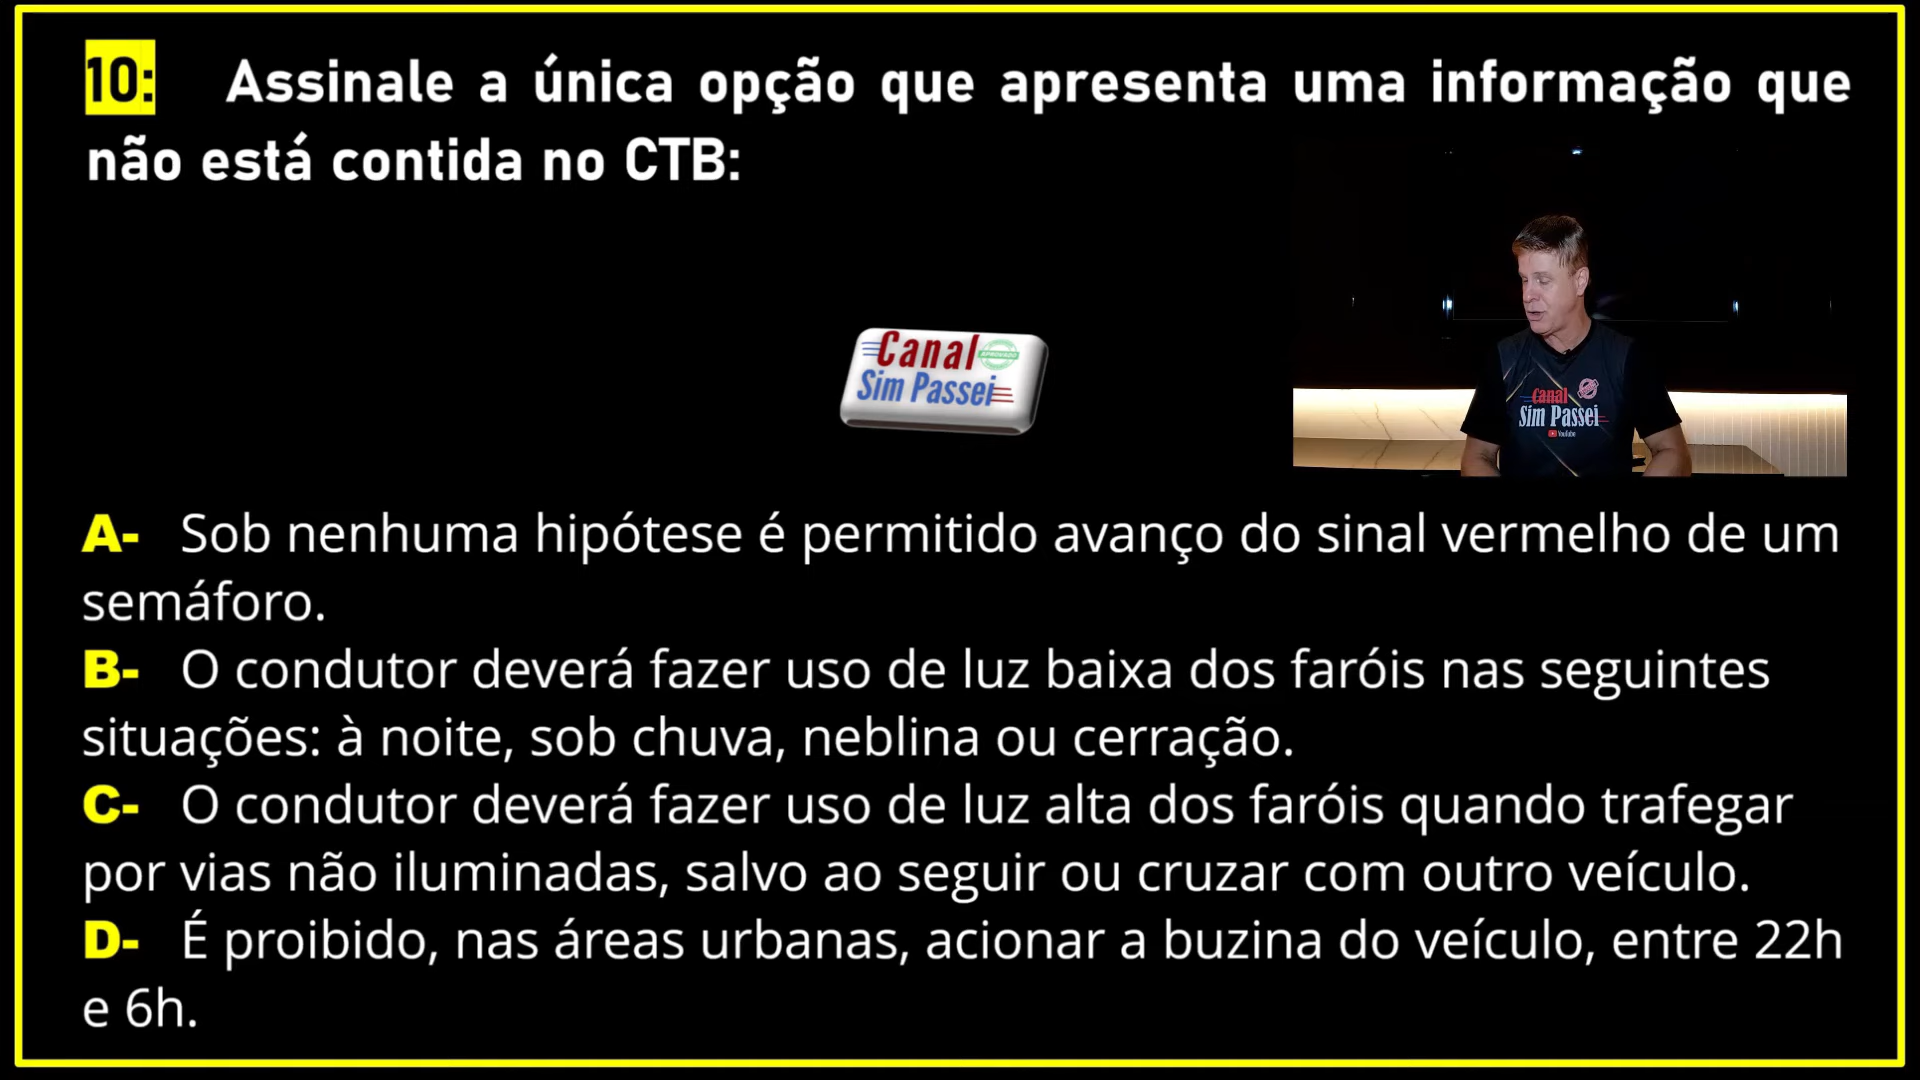 10: Assinale a única opção que apresenta uma informação que
não está contida no CTB:
Canal
APROVADO
Sim Passei
Canal
Sim Passei
YouTube
A- Sob nenhuma hipótese é permitido avanço do sinal vermelho de um
semáforo.
B- O condutor deverá fazer uso de luz baixa dos faróis nas seguintes
situações: à noite, sob chuva, neblina ou cerração.
C- O condutor deverá fazer uso de luz alta dos faróis quando trafegar
por vias não iluminadas, salvo ao seguir ou cruzar com outro veículo.
D- É proibido, nas áreas urbanas, acionar a buzina do veículo, entre 22h
e 6h.